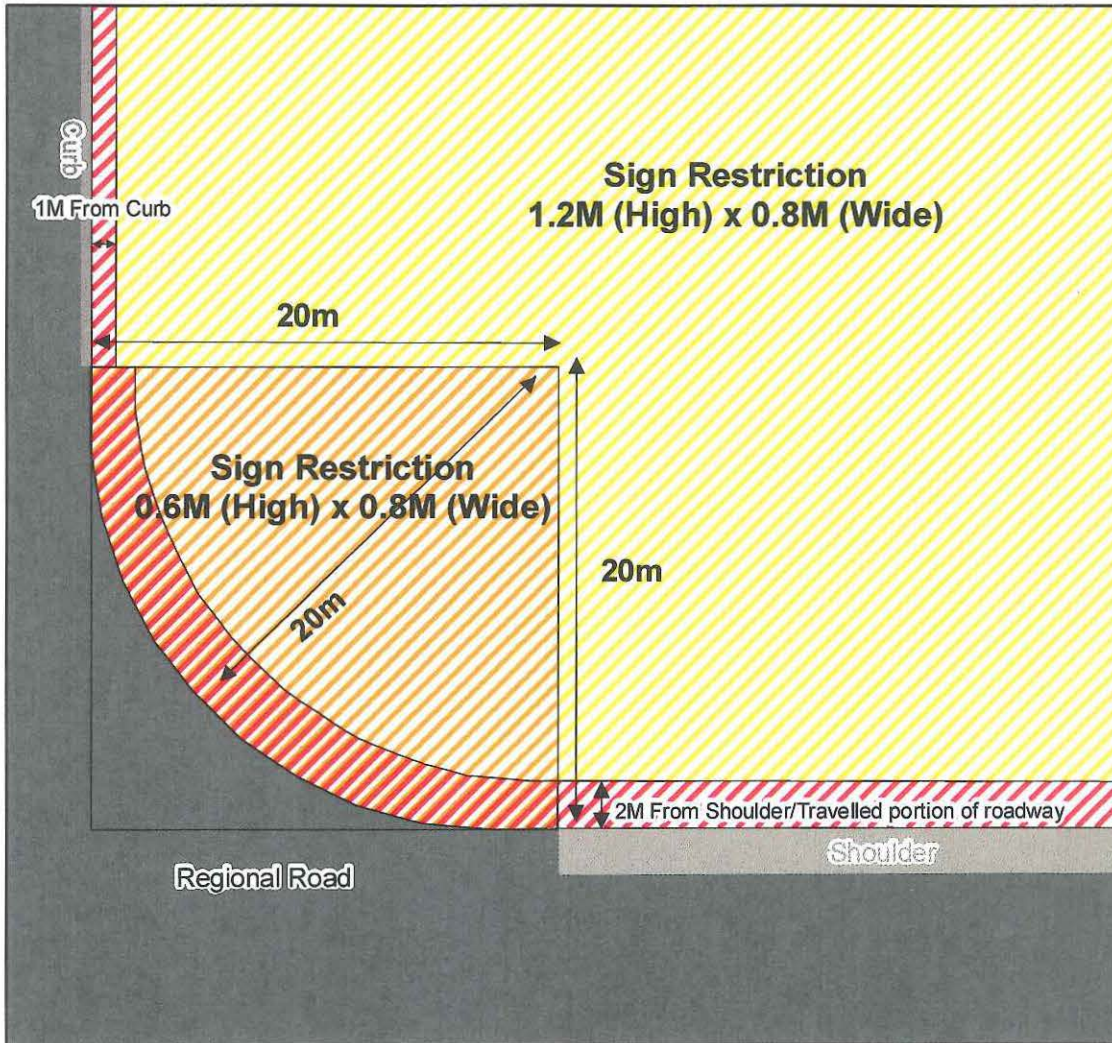 Curb
1M From Curb
Sign Restriction
1.2M (High) x 0.8M (Wide)
20m
Sign Restriction
0.6M (High) x 0.8M (Wide)
20m
20m
2M From Shoulder/Travelled portion of roadway
Shoulder
Regional Road